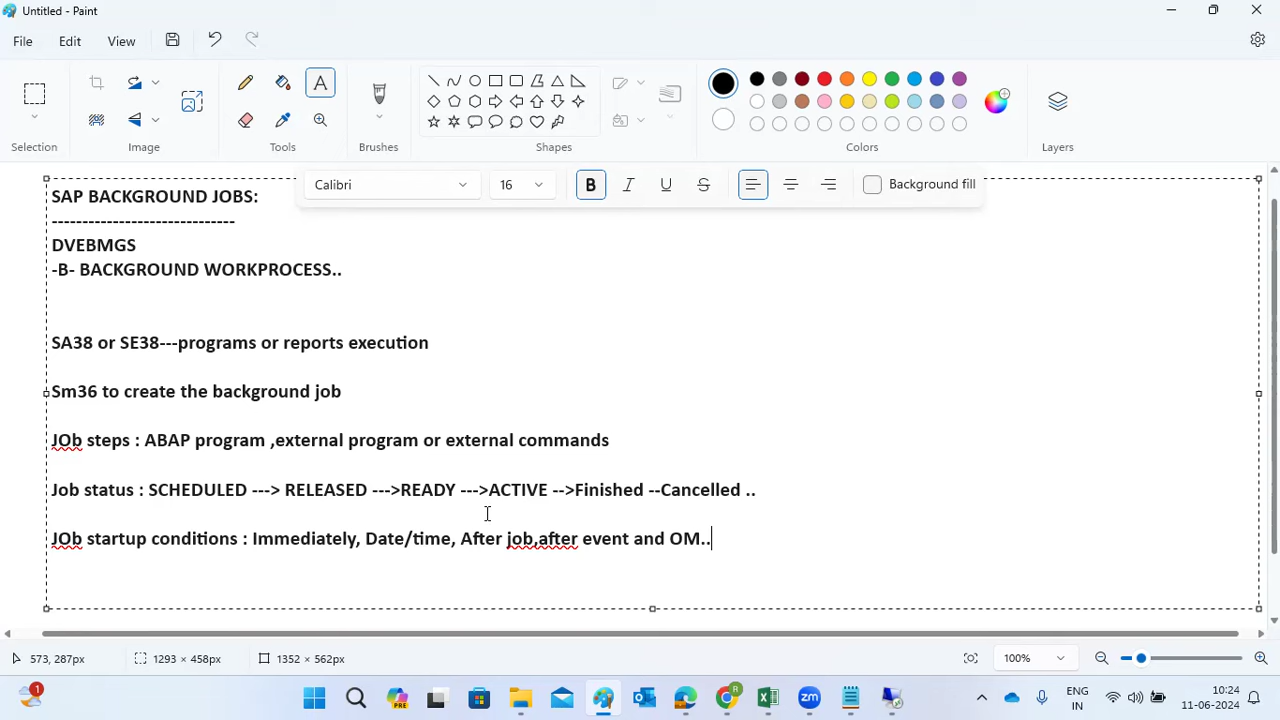 Untitled - Paint
File Edit View
Selection Image Tools Brushes Shapes Colors Layers
Calibri 16 B I U S Background fill
SAP BACKGROUND JOBS:
------------------------------
DVEBMGS
-B- BACKGROUND WORKPROCESS..
SA38 or SE38---programs or reports execution
Sm36 to create the background job
JOb steps : ABAP program ,external program or external commands
Job status : SCHEDULED ---> RELEASED --->READY --->ACTIVE -->Finished --Cancelled ..
JOb startup conditions : Immediately, Date/time, After job,after event and OM..
573, 287px 1293 × 458px 1352 × 562px 100%
1 PRE R ENG 10:24
IN 11-06-2024